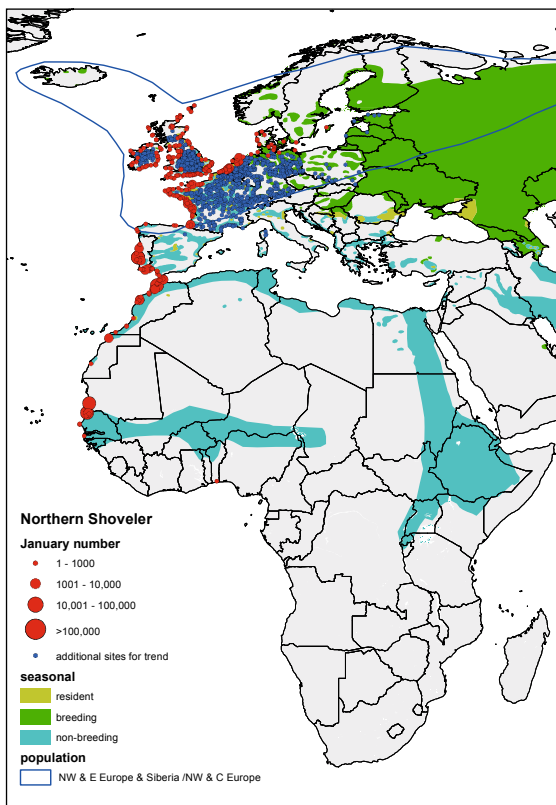 Northern Shoveler
January number
1 - 1000
1001 - 10,000
10,001 - 100,000
>100,000
additional sites for trend
seasonal
resident
breeding
non-breeding
population
NW & E Europe & Siberia /NW & C Europe